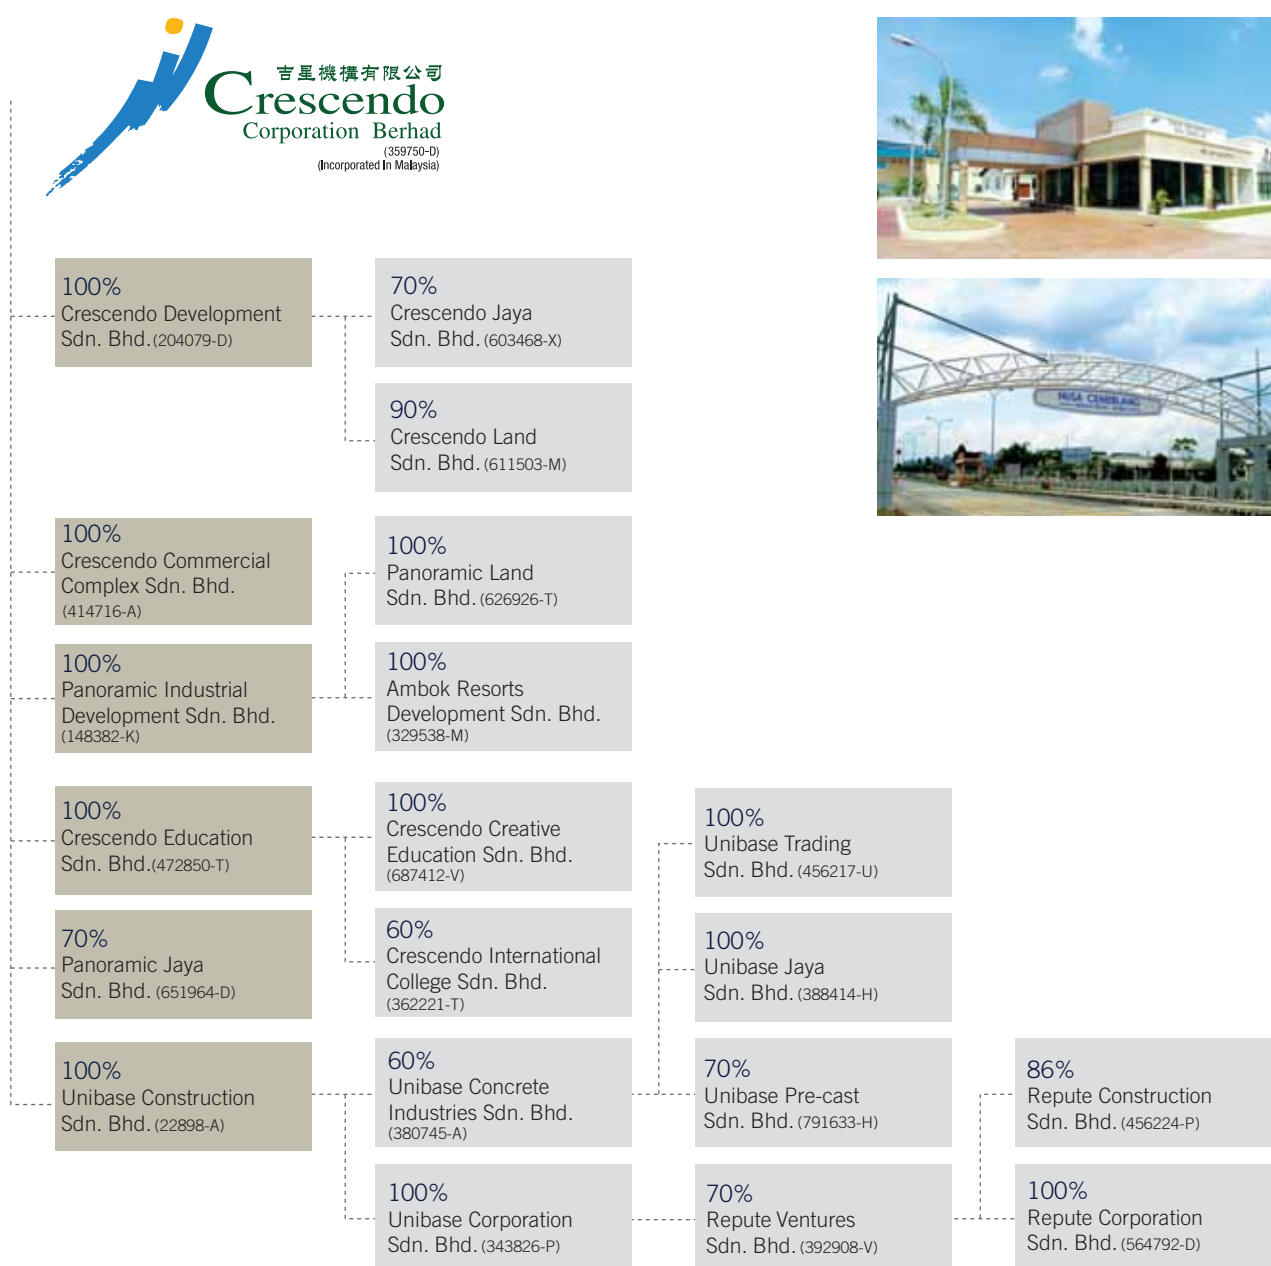 吉星機構有限公司
Crescendo
Corporation Berhad
(359750-D)
(Incorporated In Malaysia)
100%
Crescendo Development
Sdn. Bhd. (204079-D)
70%
Crescendo Jaya
Sdn. Bhd. (603468-X)
90%
Crescendo Land
Sdn. Bhd. (611503-M)
NUSA CEMERLANG
100%
Crescendo Commercial
Complex Sdn. Bhd.
(414716-A)
100%
Panoramic Land
Sdn. Bhd. (626926-T)
100%
Panoramic Industrial
Development Sdn. Bhd.
(148382-K)
100%
Ambok Resorts
Development Sdn. Bhd.
(329538-M)
100%
Crescendo Education
Sdn. Bhd. (472850-T)
100%
Crescendo Creative
Education Sdn. Bhd.
(687412-V)
100%
Unibase Trading
Sdn. Bhd. (456217-U)
70%
Panoramic Jaya
Sdn. Bhd. (651964-D)
60%
Crescendo International
College Sdn. Bhd.
(362221-T)
100%
Unibase Jaya
Sdn. Bhd. (388414-H)
100%
Unibase Construction
Sdn. Bhd. (22898-A)
60%
Unibase Concrete
Industries Sdn. Bhd.
(380745-A)
70%
Unibase Pre-cast
Sdn. Bhd. (791633-H)
86%
Repute Construction
Sdn. Bhd. (456224-P)
100%
Unibase Corporation
Sdn. Bhd. (343826-P)
70%
Repute Ventures
Sdn. Bhd. (392908-V)
100%
Repute Corporation
Sdn. Bhd. (564792-D)